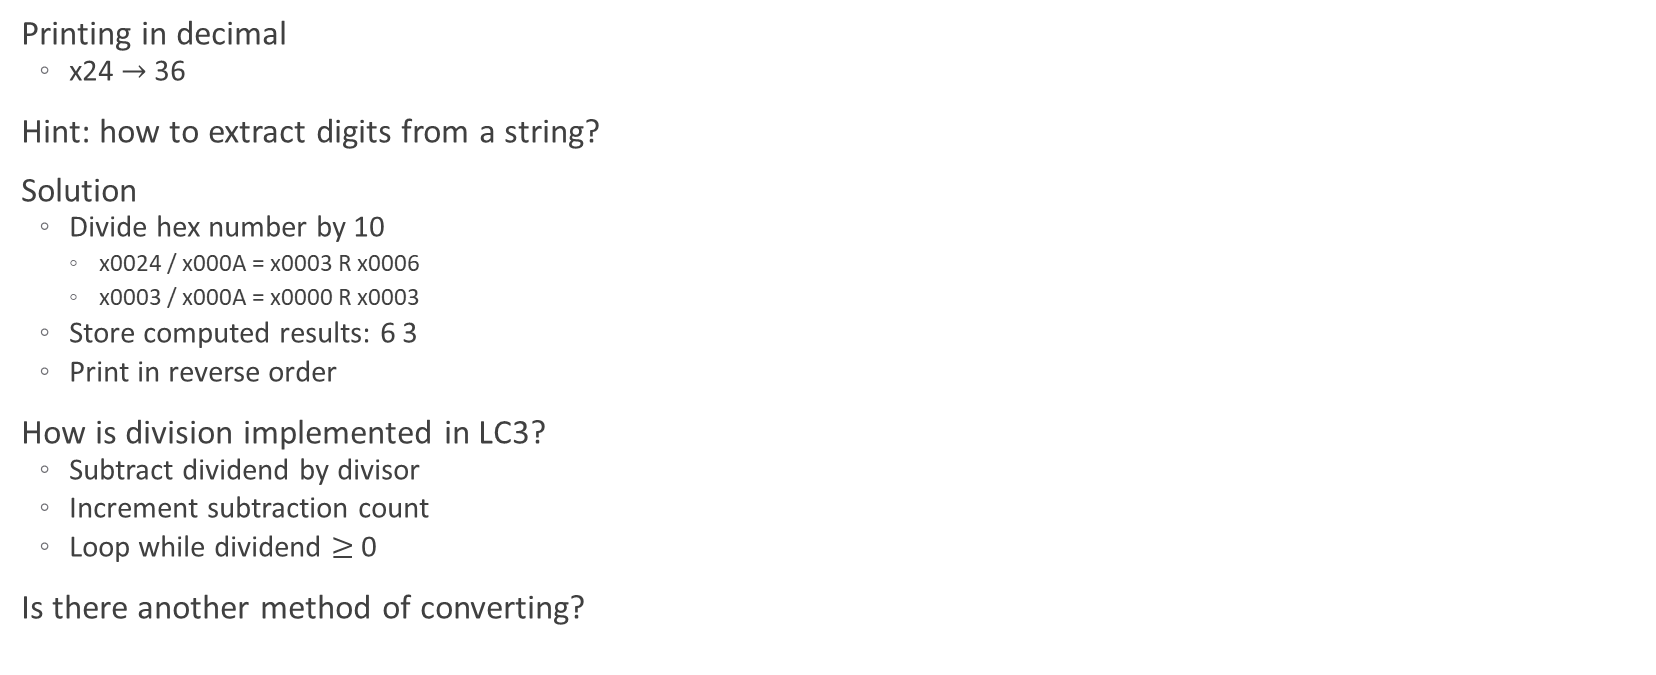 Printing in decimal
◦ x24 → 36
Hint: how to extract digits from a string?
Solution
◦ Divide hex number by 10
◦ x0024 / x000A = x0003 R x0006
◦ x0003 / x000A = x0000 R x0003
◦ Store computed results: 6 3
◦ Print in reverse order
How is division implemented in LC3?
◦ Subtract dividend by divisor
◦ Increment subtraction count
◦ Loop while dividend ≥ 0
Is there another method of converting?